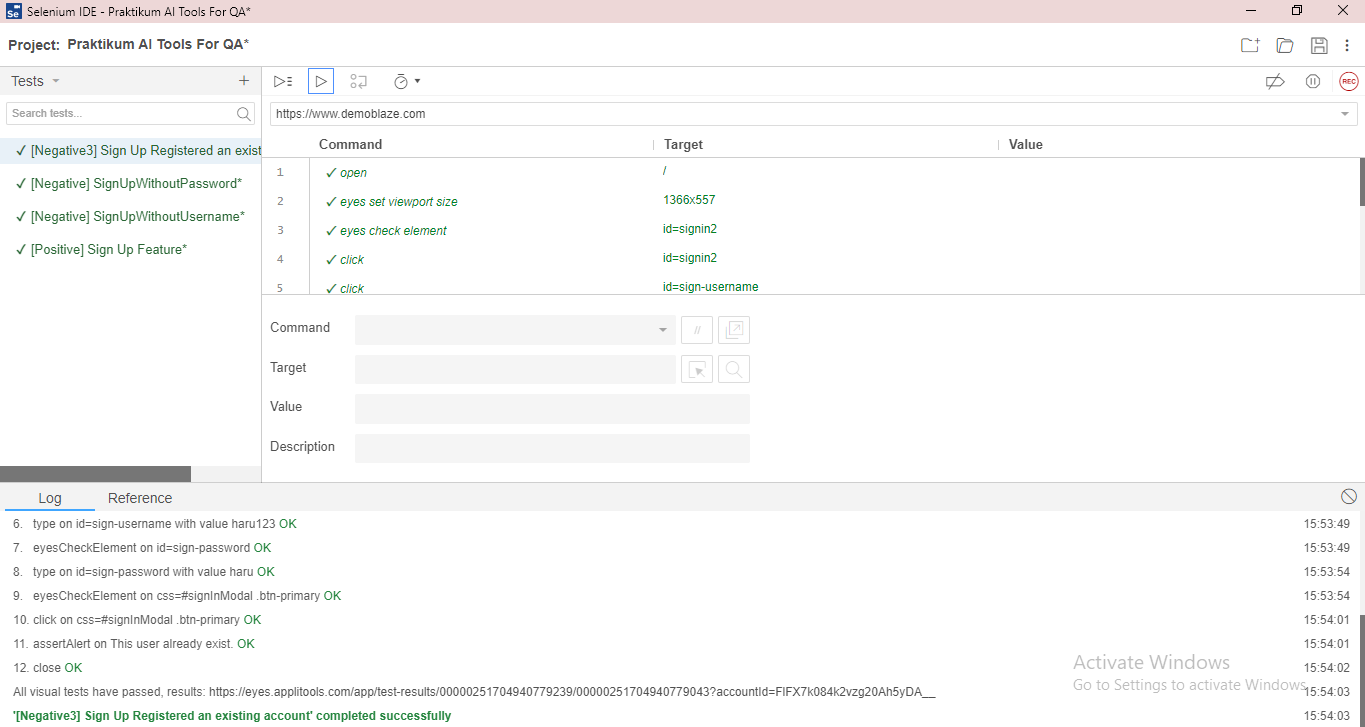 Se Selenium IDE - Praktikum AI Tools For QA*
Project: Praktikum AI Tools For QA*
Tests
REC
Search tests...
https://www.demoblaze.com
Command Target Value
✓ [Negative3] Sign Up Registered an exist
✓ [Negative] SignUpWithoutPassword*
✓ [Negative] SignUpWithoutUsername*
✓ [Positive] Sign Up Feature*
1 ✓ open /
2 ✓ eyes set viewport size 1366x557
3 ✓ eyes check element id=signin2
4 ✓ click id=signin2
5 ✓ click id=sign-username
Command //
Target
Value
Description
Log Reference
6. type on id=sign-username with value haru123 OK 15:53:49
7. eyesCheckElement on id=sign-password OK 15:53:49
8. type on id=sign-password with value haru OK 15:53:54
9. eyesCheckElement on css=#signInModal .btn-primary OK 15:53:54
10. click on css=#signInModal .btn-primary OK 15:54:01
11. assertAlert on This user already exist. OK 15:54:01
12. close OK 15:54:02
All visual tests have passed, results: https://eyes.applitools.com/app/test-results/00000251704940779239/00000251704940779043?accountId=FIFX7k084k2vzg20Ah5yDA__ 15:54:03
'[Negative3] Sign Up Registered an existing account' completed successfully 15:54:03
Activate Windows
Go to Settings to activate Windows.